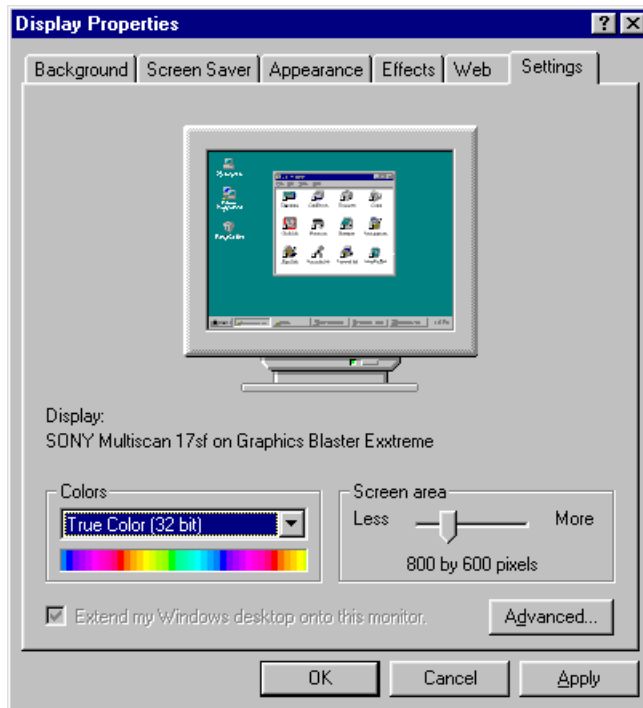 Display Properties
Background Screen Saver Appearance Effects Web Settings
Display:
SONY Multiscan 17sf on Graphics Blaster Exxtreme
Colors
True Color (32 bit)
Screen area
Less More
800 by 600 pixels
Extend my Windows desktop onto this monitor.
Advanced...
OK Cancel Apply